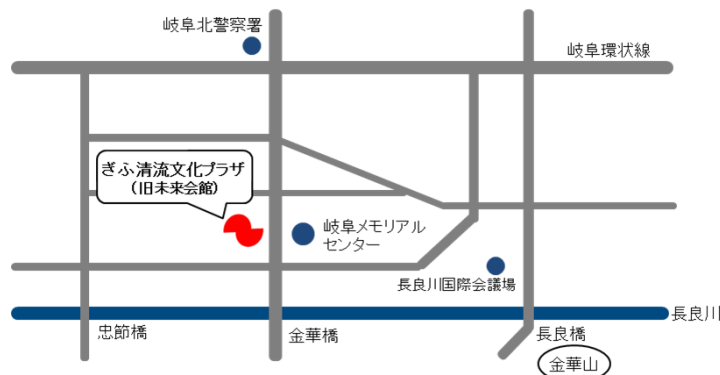 岐阜北警察署
岐阜環状線
ぎふ清流文化プラザ
(旧未来会館)
岐阜メモリアル
センター
長良川国際会議場
長良川
忠節橋
金華橋
長良橋
金華山